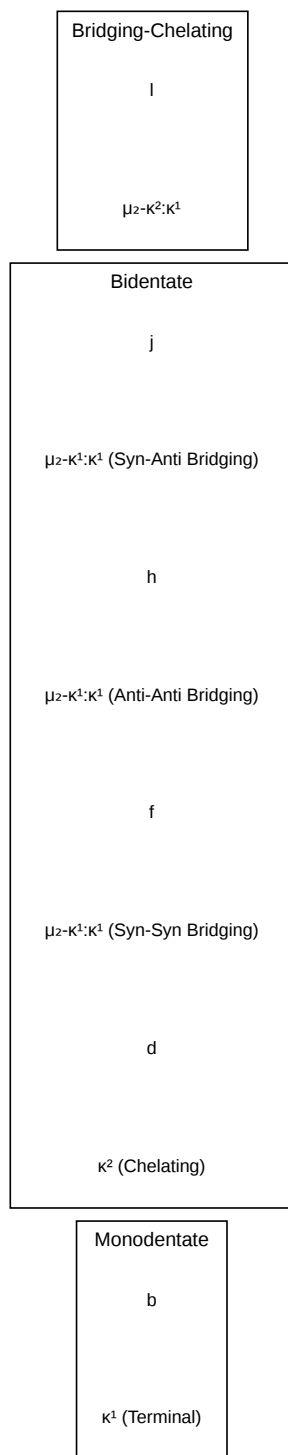 Bridging-Chelating
l
μ₂-κ²:κ¹
Bidentate
j
μ₂-κ¹:κ¹ (Syn-Anti Bridging)
h
μ₂-κ¹:κ¹ (Anti-Anti Bridging)
f
μ₂-κ¹:κ¹ (Syn-Syn Bridging)
d
κ² (Chelating)
Monodentate
b
κ¹ (Terminal)